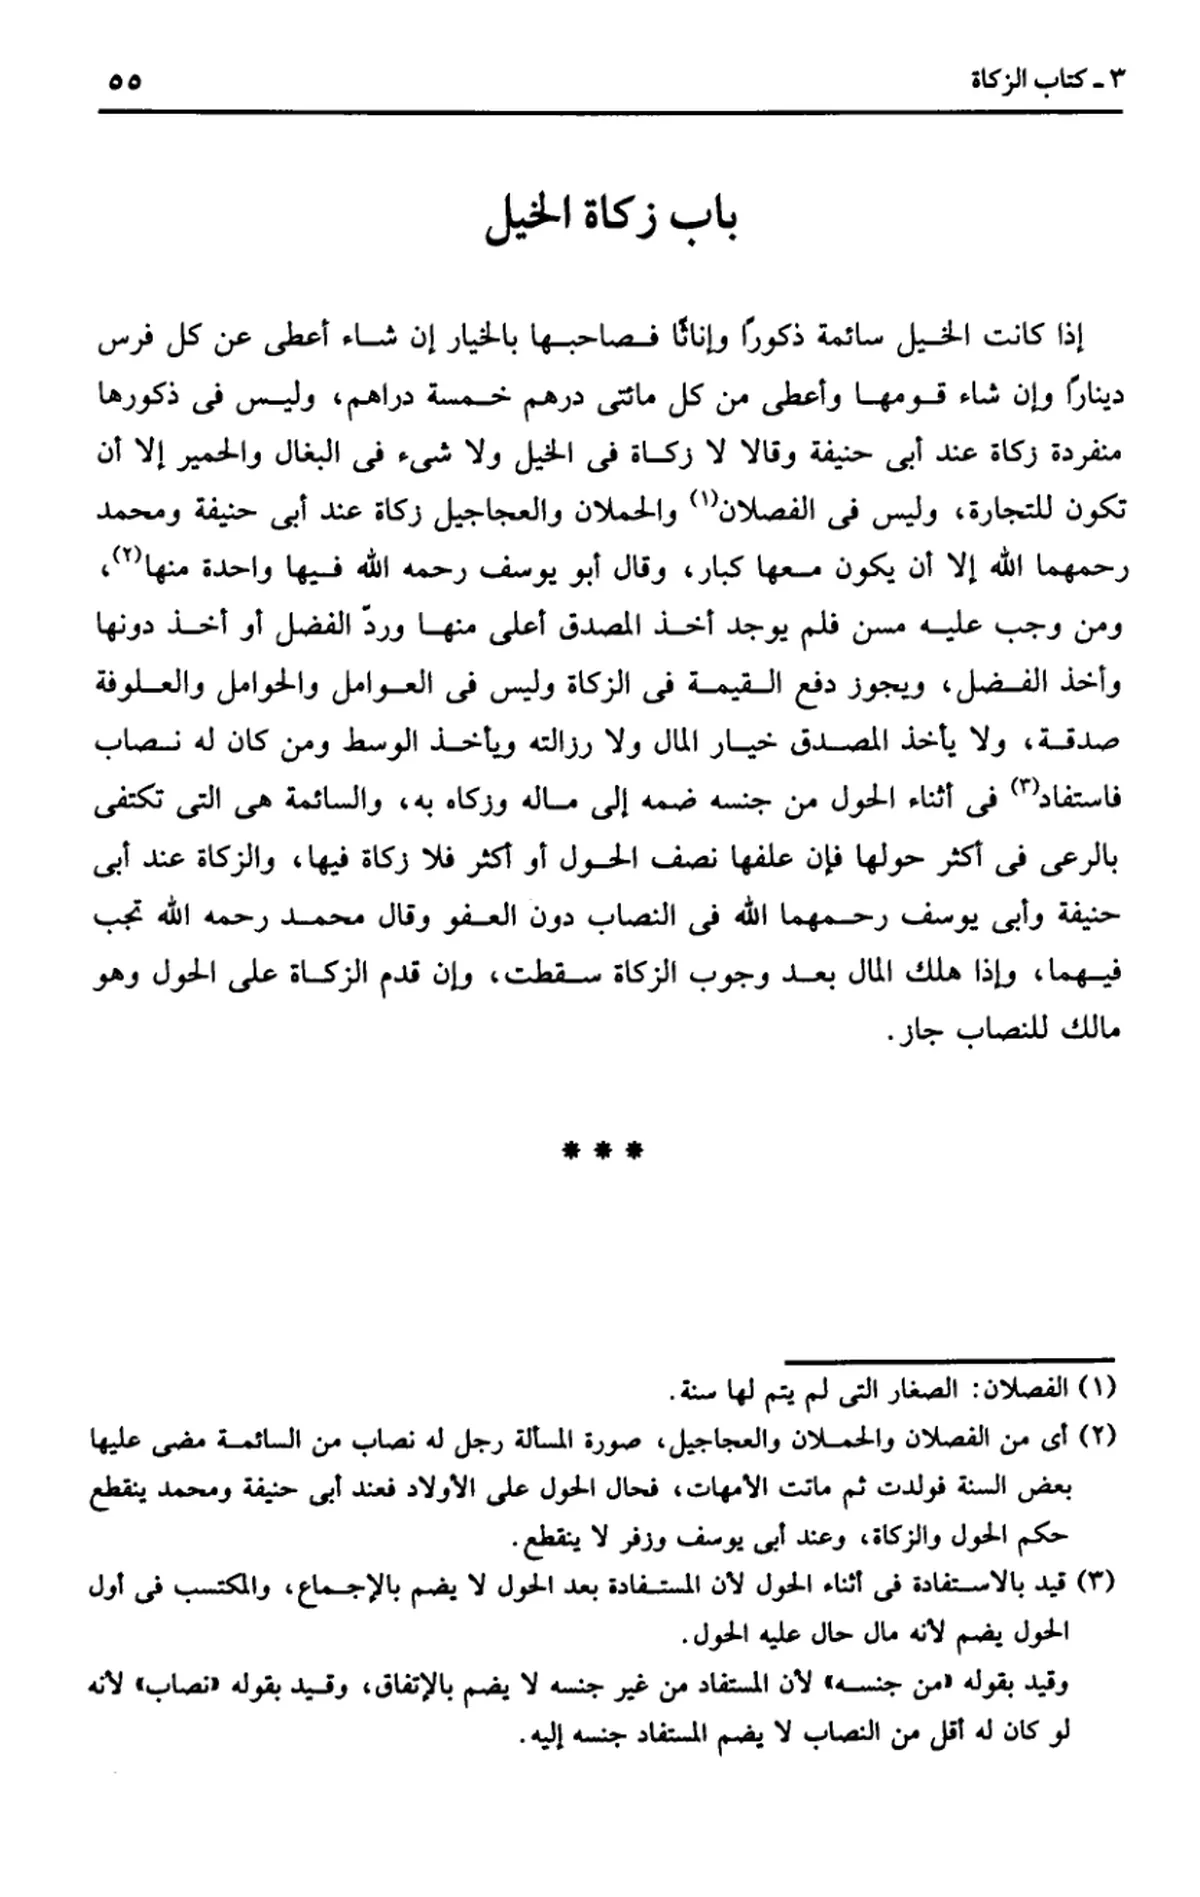 ٣ ـ كتاب الزكاة
٥٥
باب زكاة الخيل
إذا كانت الخيل سائمة ذكورًا وإناثًا فصاحبها بالخيار إن شاء أعطى عن كل فرس
دينارًا وإن شاء قومها وأعطى من كل مائتى درهم خمسة دراهم، وليس فى ذكورها
منفردة زكاة عند أبى حنيفة وقالا لا زكاة فى الخيل ولا شىء فى البغال والحمير إلا أن
تكون للتجارة، وليس فى الفصلان(١) والحملان والعجاجيل زكاة عند أبى حنيفة ومحمد
رحمهما الله إلا أن يكون معها كبار، وقال أبو يوسف رحمه الله فيها واحدة منها(٢)،
ومن وجب عليه مسن فلم يوجد أخذ المصدق أعلى منها وردّ الفضل أو أخذ دونها
وأخذ الفضل، ويجوز دفع القيمة فى الزكاة وليس فى العوامل والحوامل والعلوفة
صدقة، ولا يأخذ المصدق خيار المال ولا رزالته ويأخذ الوسط ومن كان له نصاب
فاستفاد(٣) فى أثناء الحول من جنسه ضمه إلى ماله وزكاه به، والسائمة هى التى تكتفى
بالرعى فى أكثر حولها فإن علفها نصف الحول أو أكثر فلا زكاة فيها، والزكاة عند أبى
حنيفة وأبى يوسف رحمهما الله فى النصاب دون العفو وقال محمد رحمه الله تجب
فيهما، وإذا هلك المال بعد وجوب الزكاة سقطت، وإن قدم الزكاة على الحول وهو
مالك للنصاب جاز.
* * *
(١) الفصلان: الصغار التى لم يتم لها سنة.
(٢) أى من الفصلان والحملان والعجاجيل، صورة المسألة رجل له نصاب من السائمة مضى عليها
بعض السنة فولدت ثم ماتت الأمهات، فحال الحول على الأولاد فعند أبى حنيفة ومحمد ينقطع
حكم الحول والزكاة، وعند أبى يوسف وزفر لا ينقطع.
(٣) قيد بالاستفادة فى أثناء الحول لأن المستفادة بعد الحول لا يضم بالإجماع، والمكتسب فى أول
الحول يضم لأنه مال حال عليه الحول.
وقيد بقوله «من جنسه» لأن المستفاد من غير جنسه لا يضم بالإتفاق، وقيد بقوله «نصاب» لأنه
لو كان له أقل من النصاب لا يضم المستفاد جنسه إليه.